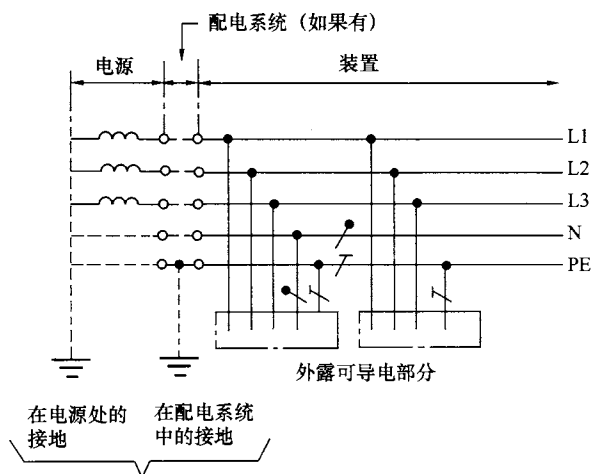 配电系统（如果有）
电源
装置
L1
L2
L3
N
PE
外露可导电部分
在电源处的
接地
在配电系统
中的接地